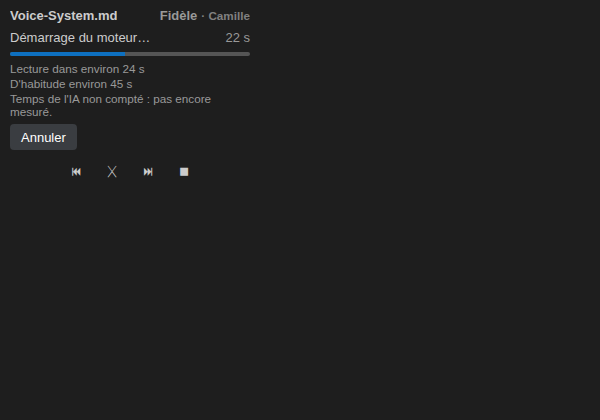 Voice-System.md Fidèle · Camille
Démarrage du moteur… 22 s
Lecture dans environ 24 s
D'habitude environ 45 s
Temps de l'IA non compté : pas encore
mesuré.
Annuler